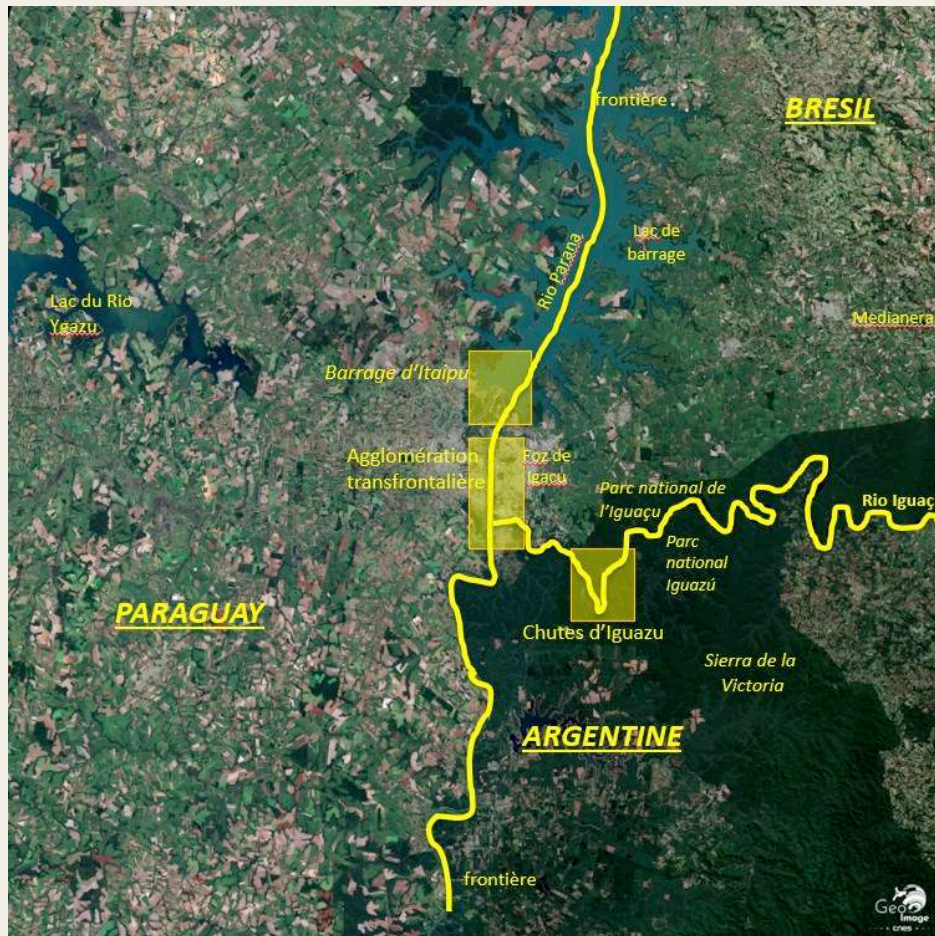 frontière
BRESIL
Rio Parana
Lac de
barrage
Lac du Rio
Ygazu
Medianera
Barrage d’Itaipu
Agglomération
transfrontalière
Foz de
Igacu
Parc national de
l’Iguaçu
Rio Iguaç
Parc
national
Iguazú
PARAGUAY
Chutes d’Iguazu
Sierra de la
Victoria
ARGENTINE
frontière
Geo
Image
cnes